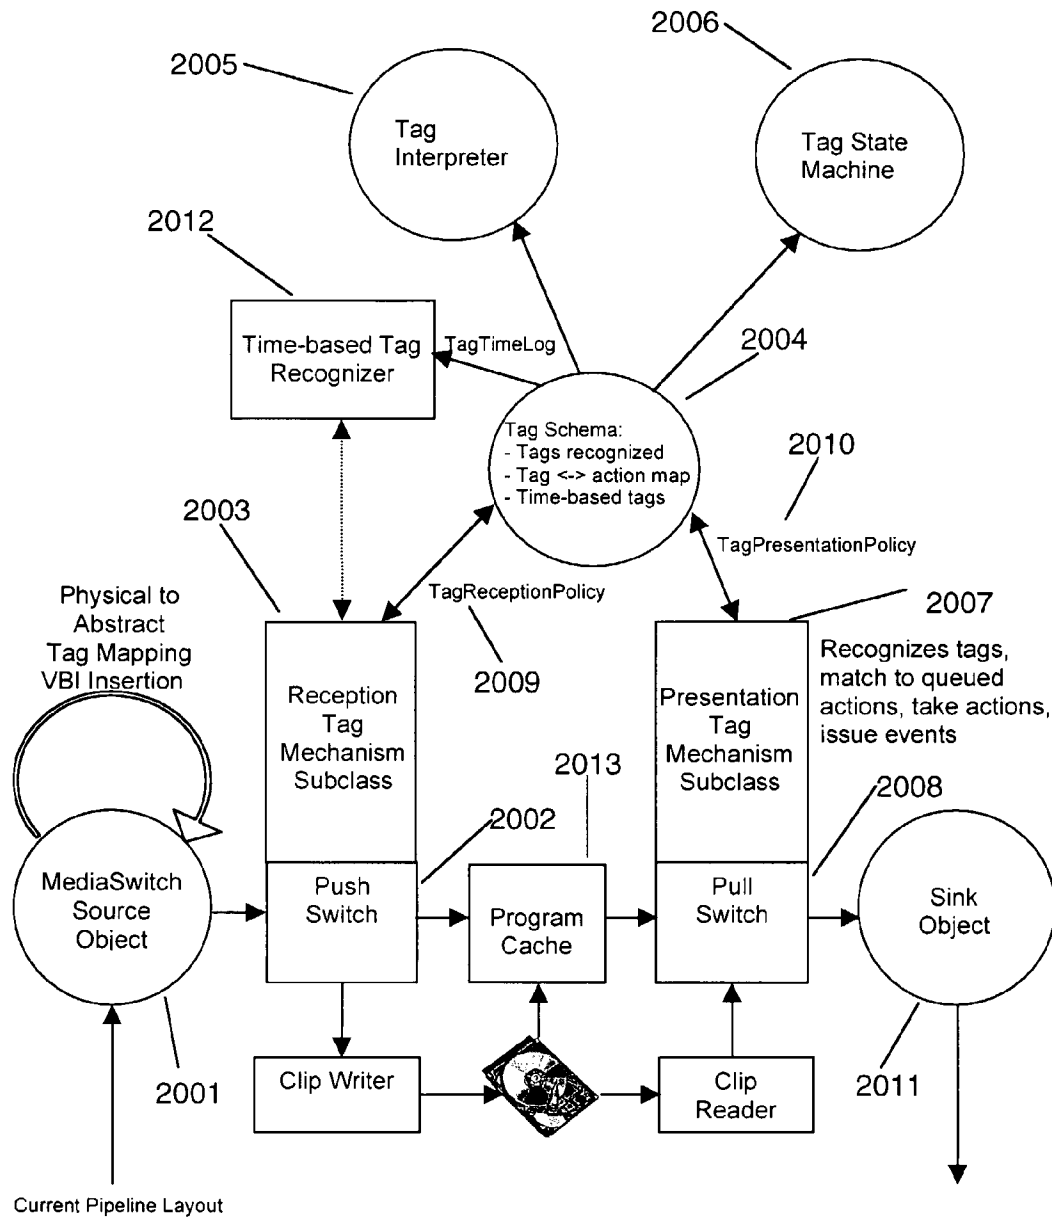 2006
2005
Tag
Interpreter
Tag State
Machine
2012
2004
Time-based Tag
Recognizer
TagTimeLog
Tag Schema:
- Tags recognized
- Tag <-> action map
- Time-based tags
2010
2003
TagPresentationPolicy
TagReceptionPolicy
2009
2007
Physical to
Abstract
Tag Mapping
VBI Insertion
Recognizes tags,
match to queued
actions, take actions,
issue events
Reception
Tag
Mechanism
Subclass
Presentation
Tag
Mechanism
Subclass
2013
2002
2008
MediaSwitch
Source
Object
Push
Switch
Program
Cache
Pull
Switch
Sink
Object
2001
Clip Writer
Clip
Reader
2011
Current Pipeline Layout